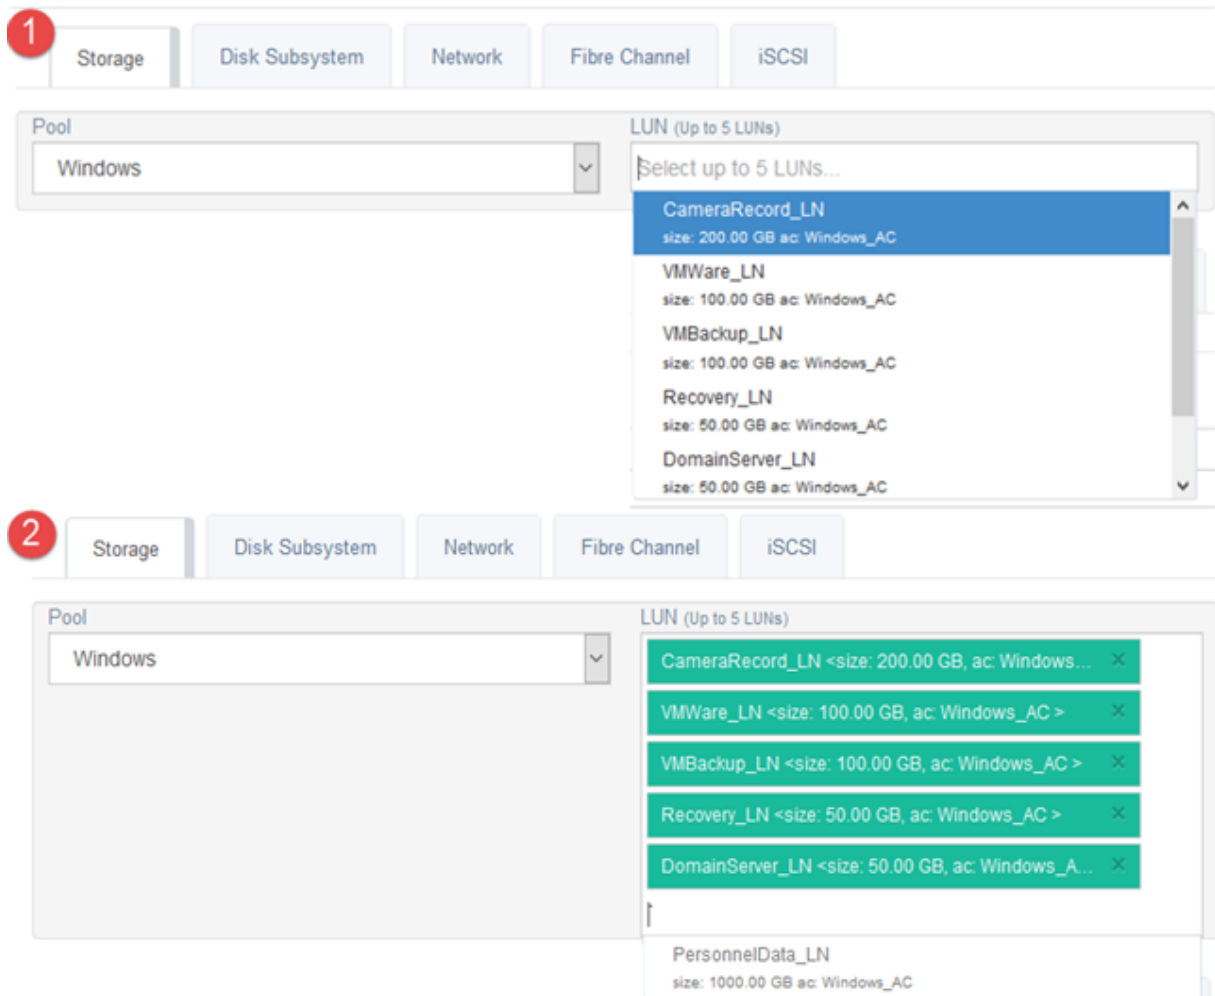 1
Storage Disk Subsystem Network Fibre Channel iSCSI
Pool LUN (Up to 5 LUNs)
Windows Select up to 5 LUNs...
CameraRecord_LN
size: 200.00 GB ac: Windows_AC
VMWare_LN
size: 100.00 GB ac: Windows_AC
VMBackup_LN
size: 100.00 GB ac: Windows_AC
Recovery_LN
size: 50.00 GB ac: Windows_AC
DomainServer_LN
size: 50.00 GB ac: Windows_AC
2
Storage Disk Subsystem Network Fibre Channel iSCSI
Pool LUN (Up to 5 LUNs)
Windows CameraRecord_LN <size: 200.00 GB, ac: Windows... ×
VMWare_LN <size: 100.00 GB, ac: Windows_AC > ×
VMBackup_LN <size: 100.00 GB, ac: Windows_AC > ×
Recovery_LN <size: 50.00 GB, ac: Windows_AC > ×
DomainServer_LN <size: 50.00 GB, ac: Windows_A... ×
PersonnelData_LN
size: 1000.00 GB ac: Windows_AC